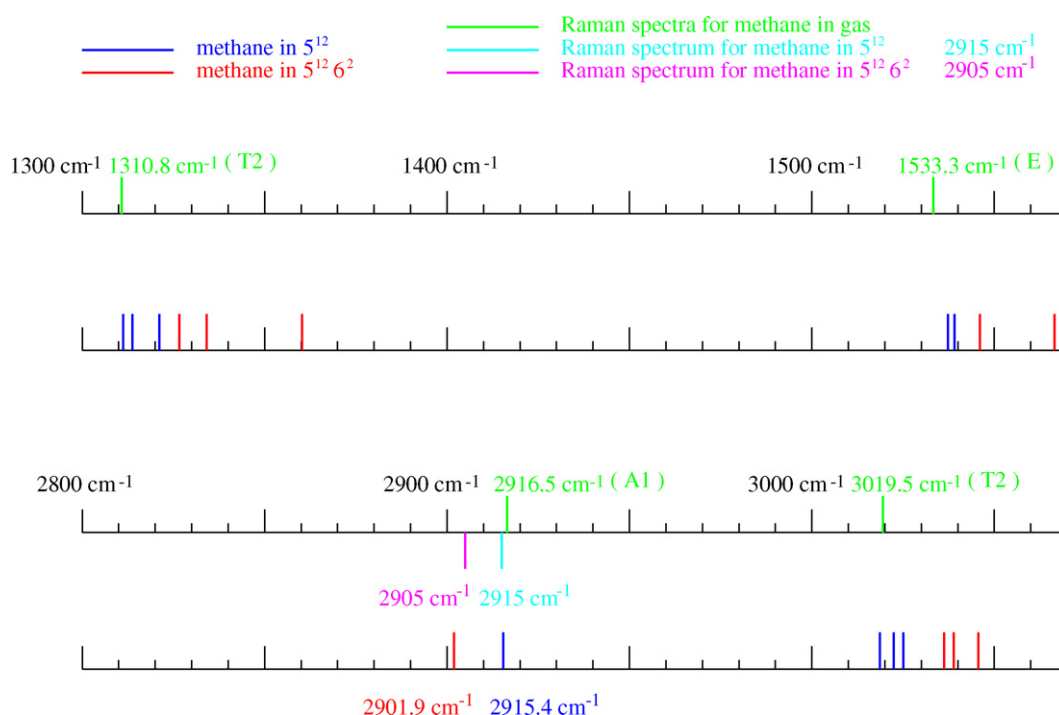 Raman spectra for methane in gas
methane in 5¹² Raman spectrum for methane in 5¹² 2915 cm⁻¹
methane in 5¹² 6² Raman spectrum for methane in 5¹² 6² 2905 cm⁻¹
1300 cm⁻¹ 1310.8 cm⁻¹ ( T2 ) 1400 cm⁻¹ 1500 cm⁻¹ 1533.3 cm⁻¹ ( E )
2800 cm⁻¹ 2900 cm⁻¹ 2916.5 cm⁻¹ ( A1 ) 3000 cm⁻¹ 3019.5 cm⁻¹ ( T2 )
2905 cm⁻¹ 2915 cm⁻¹
2901.9 cm⁻¹ 2915.4 cm⁻¹